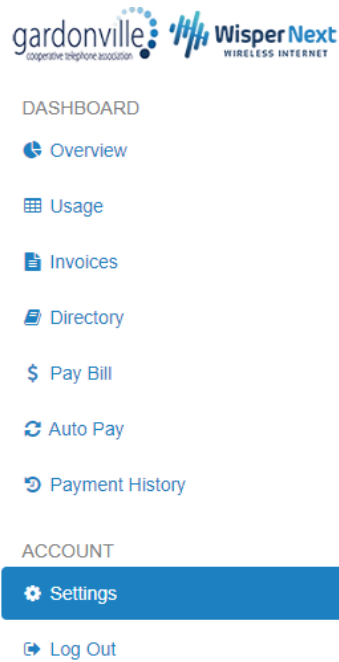 gardonville
cooperative telephone association
Wisper Next
WIRELESS INTERNET
DASHBOARD
Overview
Usage
Invoices
Directory
$ Pay Bill
Auto Pay
Payment History
ACCOUNT
Settings
Log Out